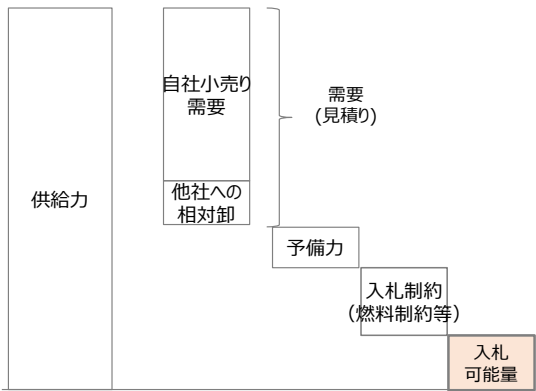 供給力
自社小売り
需要
他社への
相対卸
需要
(見積り)
予備力
入札制約
（燃料制約等）
入札
可能量